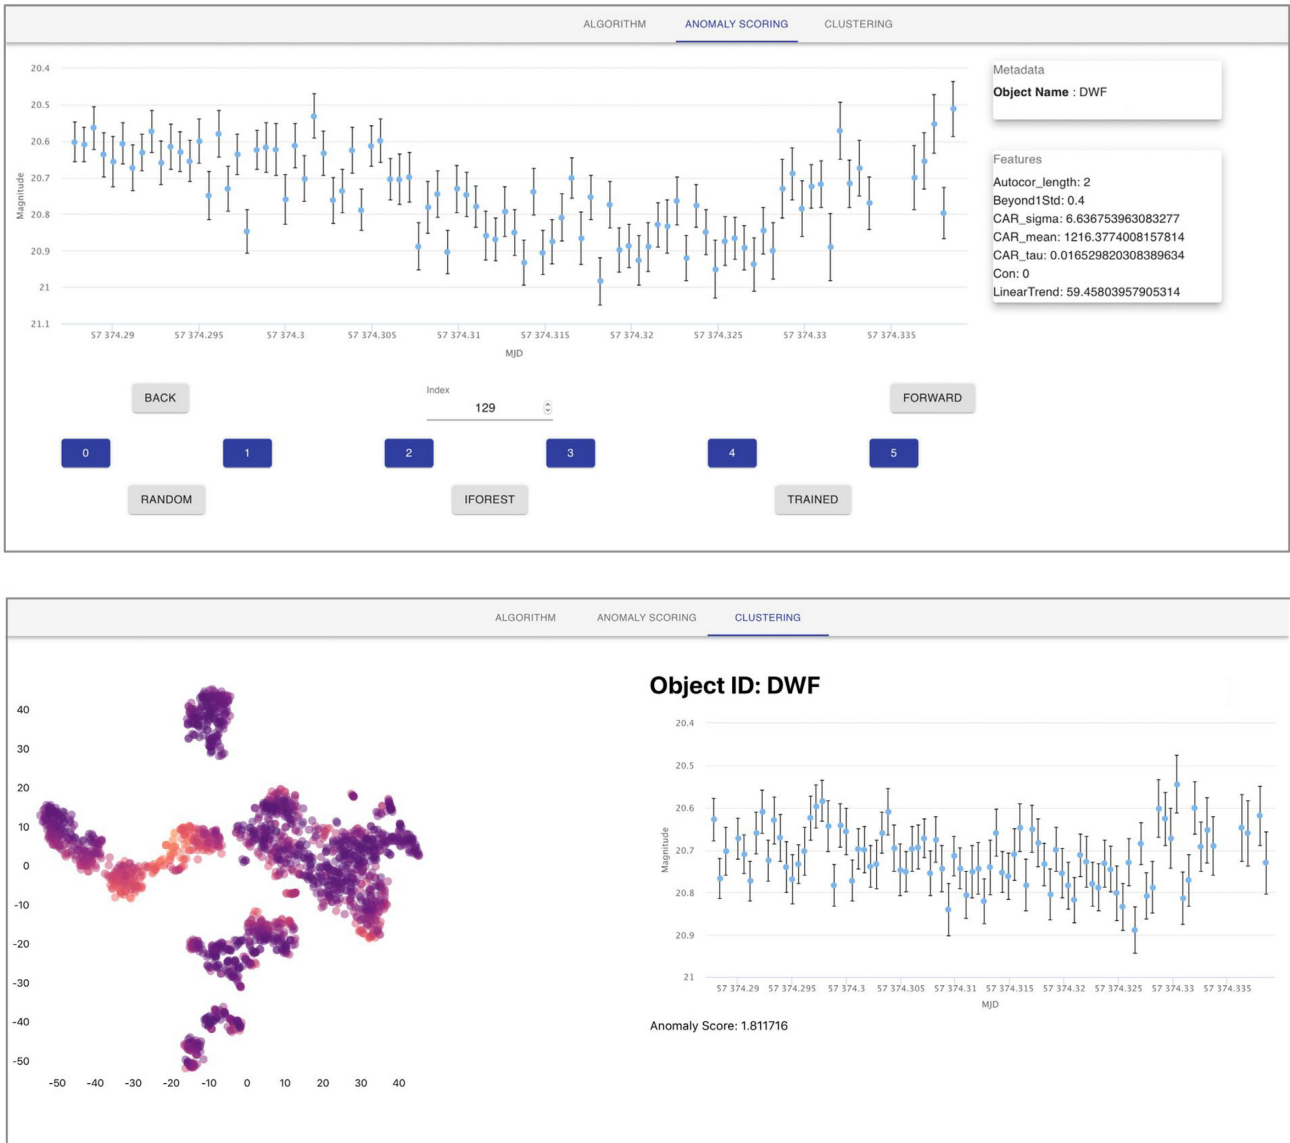 ALGORITHM ANOMALY SCORING CLUSTERING
20.4
20.5
20.6
20.7
20.8
20.9
21
21.1
Magnitude
57 374.29 57 374.295 57 374.3 57 374.305 57 374.31 57 374.315 57 374.32 57 374.325 57 374.33 57 374.335
MJD
Metadata
Object Name : DWF
Features
Autocor_length: 2
Beyond1Std: 0.4
CAR_sigma: 6.636753963083277
CAR_mean: 1216.3774008157814
CAR_tau: 0.016529820308389634
Con: 0
LinearTrend: 59.45803957905314
BACK
Index
129
FORWARD
0 1 2 3 4 5
RANDOM IFOREST TRAINED
ALGORITHM ANOMALY SCORING CLUSTERING
40
30
20
10
0
-10
-20
-30
-40
-50
-50 -40 -30 -20 -10 0 10 20 30 40
Object ID: DWF
20.4
20.5
20.6
20.7
20.8
20.9
21
Magnitude
57 374.29 57 374.295 57 374.3 57 374.305 57 374.31 57 374.315 57 374.32 57 374.325 57 374.33 57 374.335
MJD
Anomaly Score: 1.811716